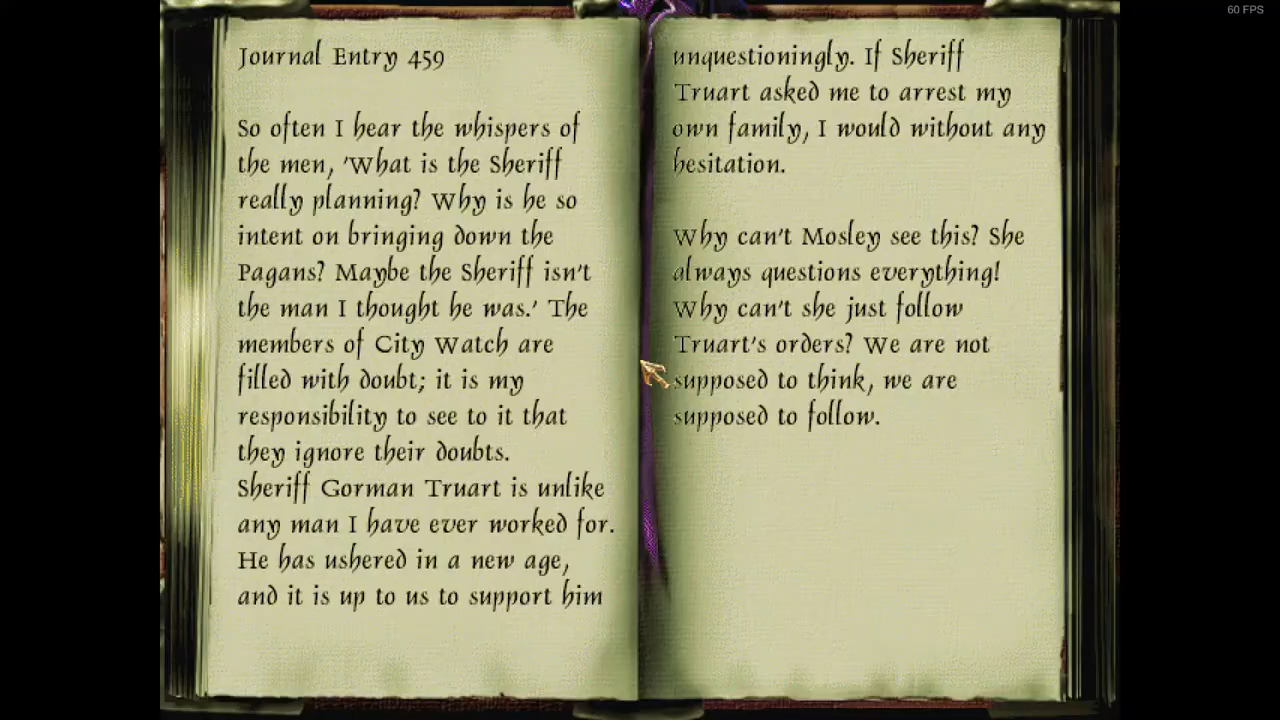 60 FPS
Journal Entry 459
So often I hear the whispers of
the men, 'What is the Sheriff
really planning? Why is he so
intent on bringing down the
Pagans? Maybe the Sheriff isn't
the man I thought he was.' The
members of City Watch are
filled with doubt; it is my
responsibility to see to it that
they ignore their doubts.
Sheriff Gorman Truart is unlike
any man I have ever worked for.
He has ushered in a new age,
and it is up to us to support him
unquestioningly. If Sheriff
Truart asked me to arrest my
own family, I would without any
hesitation.
Why can't Mosley see this? She
always questions everything!
Why can't she just follow
Truart's orders? We are not
supposed to think, we are
supposed to follow.